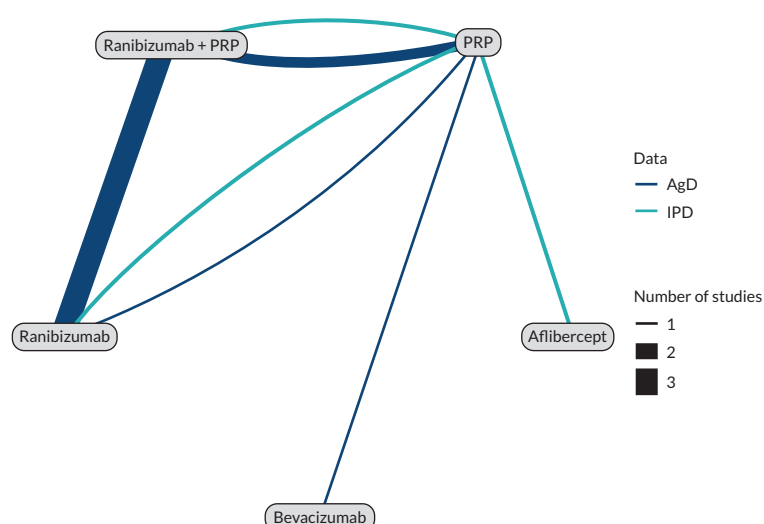 Ranibizumab + PRP
PRP
Data
AgD
IPD
Number of studies
1
2
3
Ranibizumab
Aflibercept
Bevacizumab